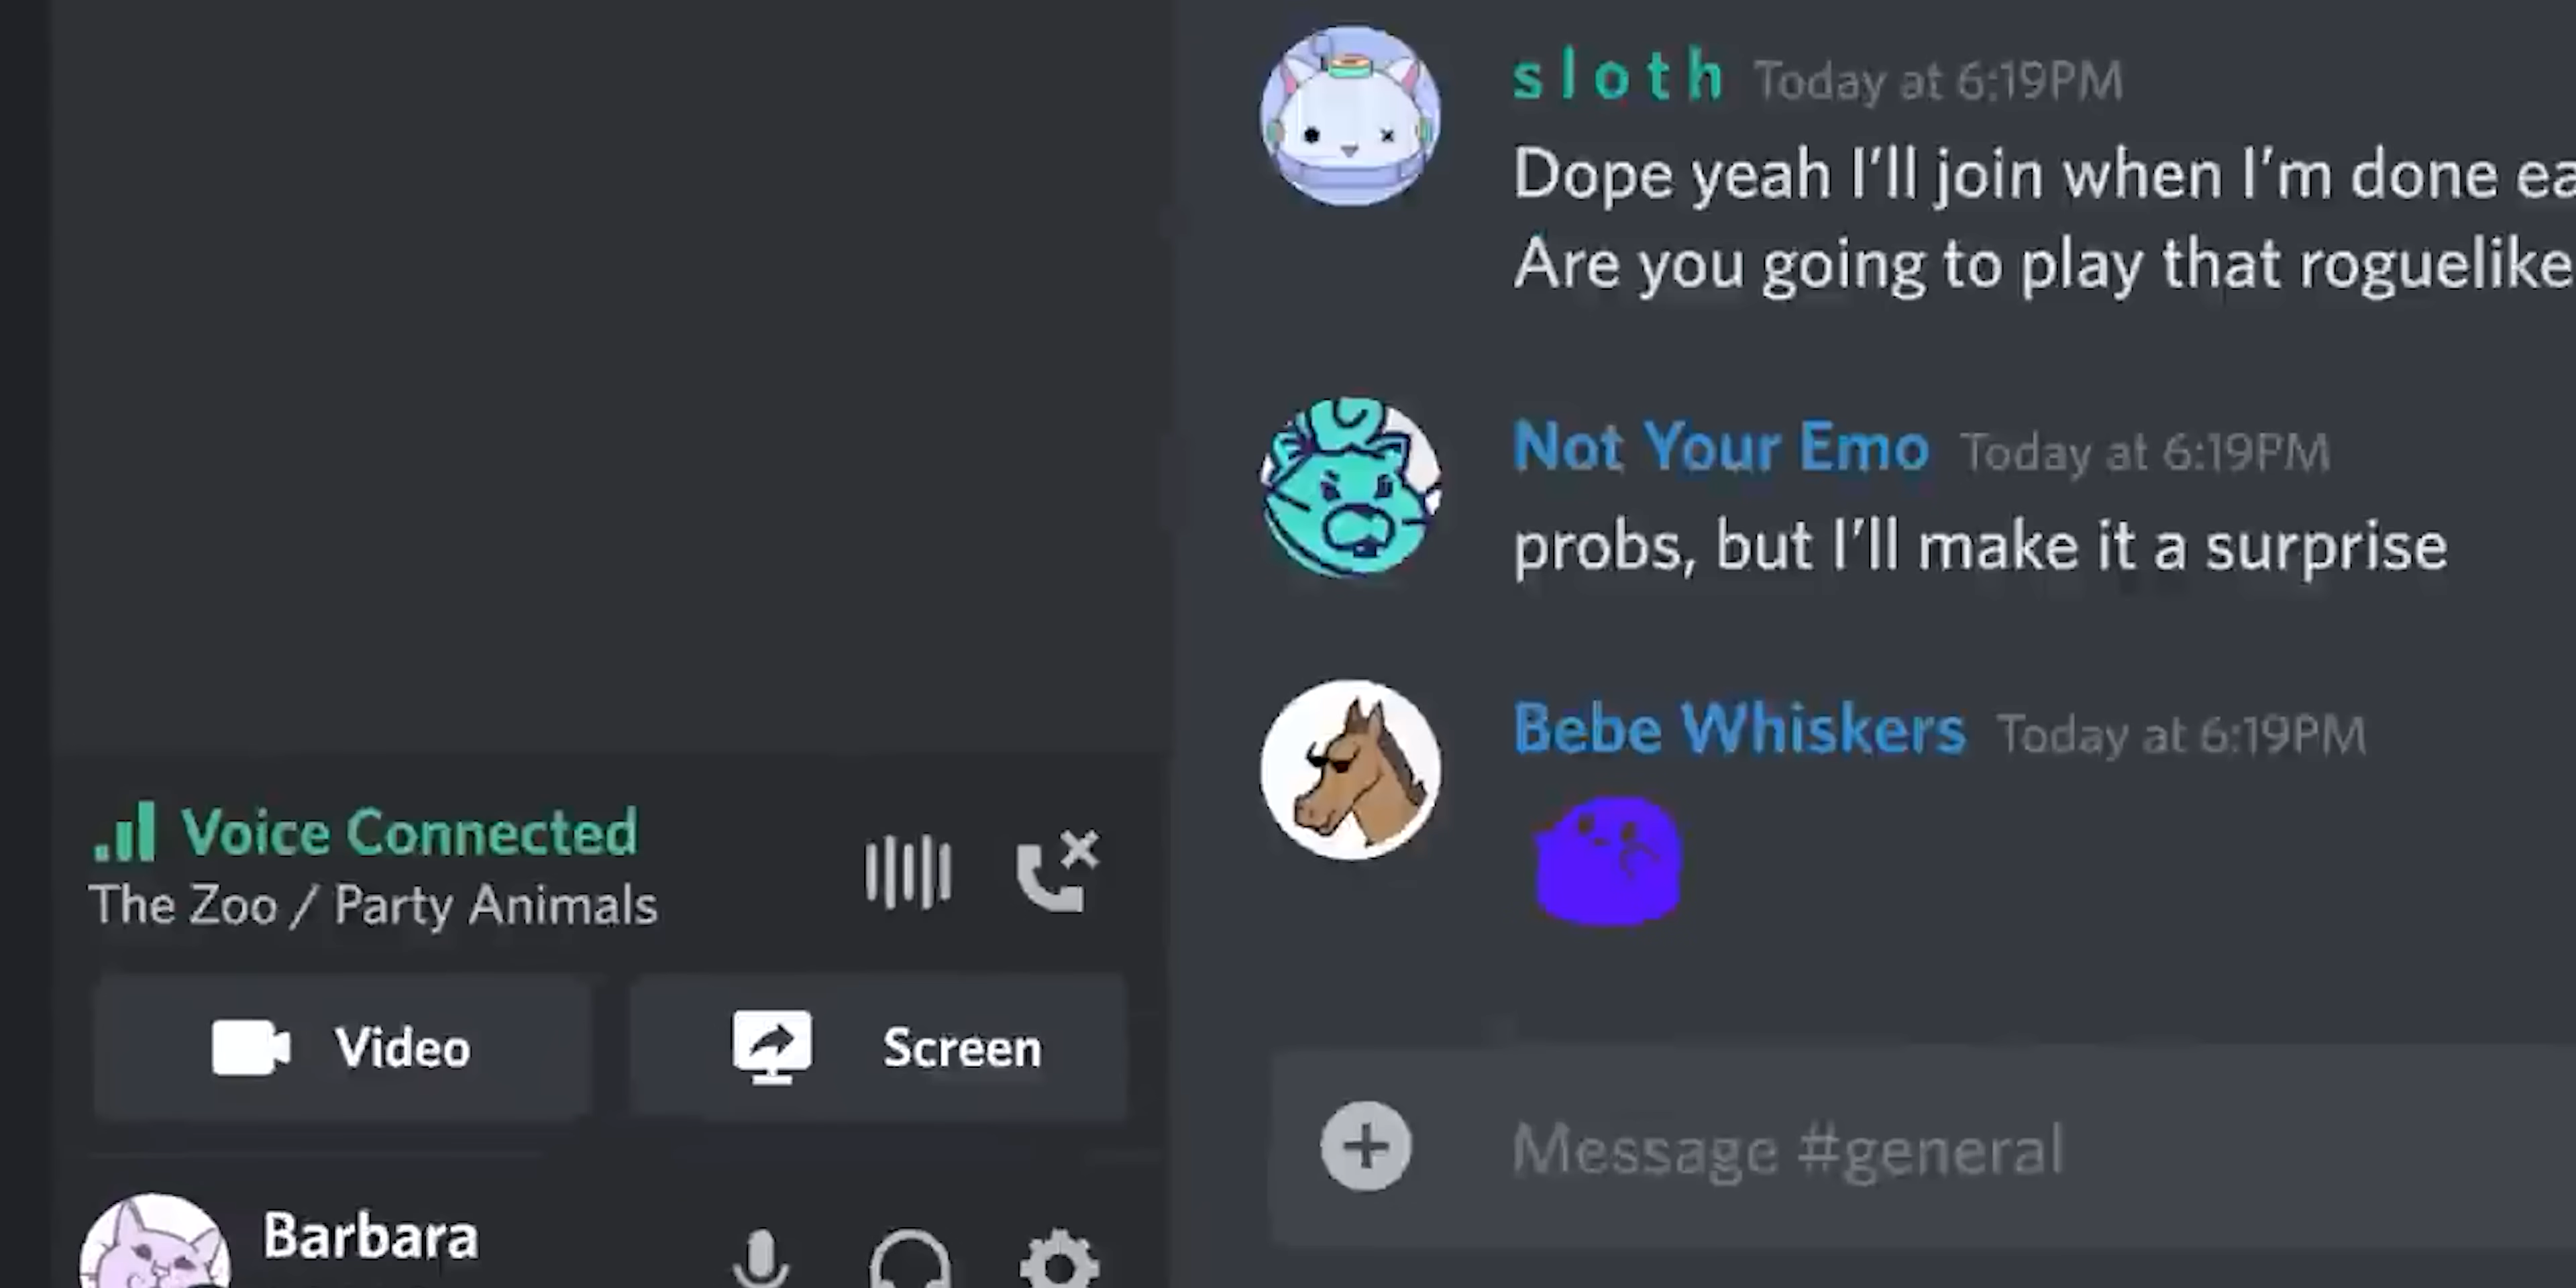 s l o t h Today at 6:19PM
Dope yeah I'll join when I'm done
Are you going to play that roguelike
Not Your Emo Today at 6:19PM
probs, but I'll make it a surprise
Bebe Whiskers Today at 6:19PM
Message #general
Voice Connected
The Zoo / Party Animals
Video
Screen
Barbara